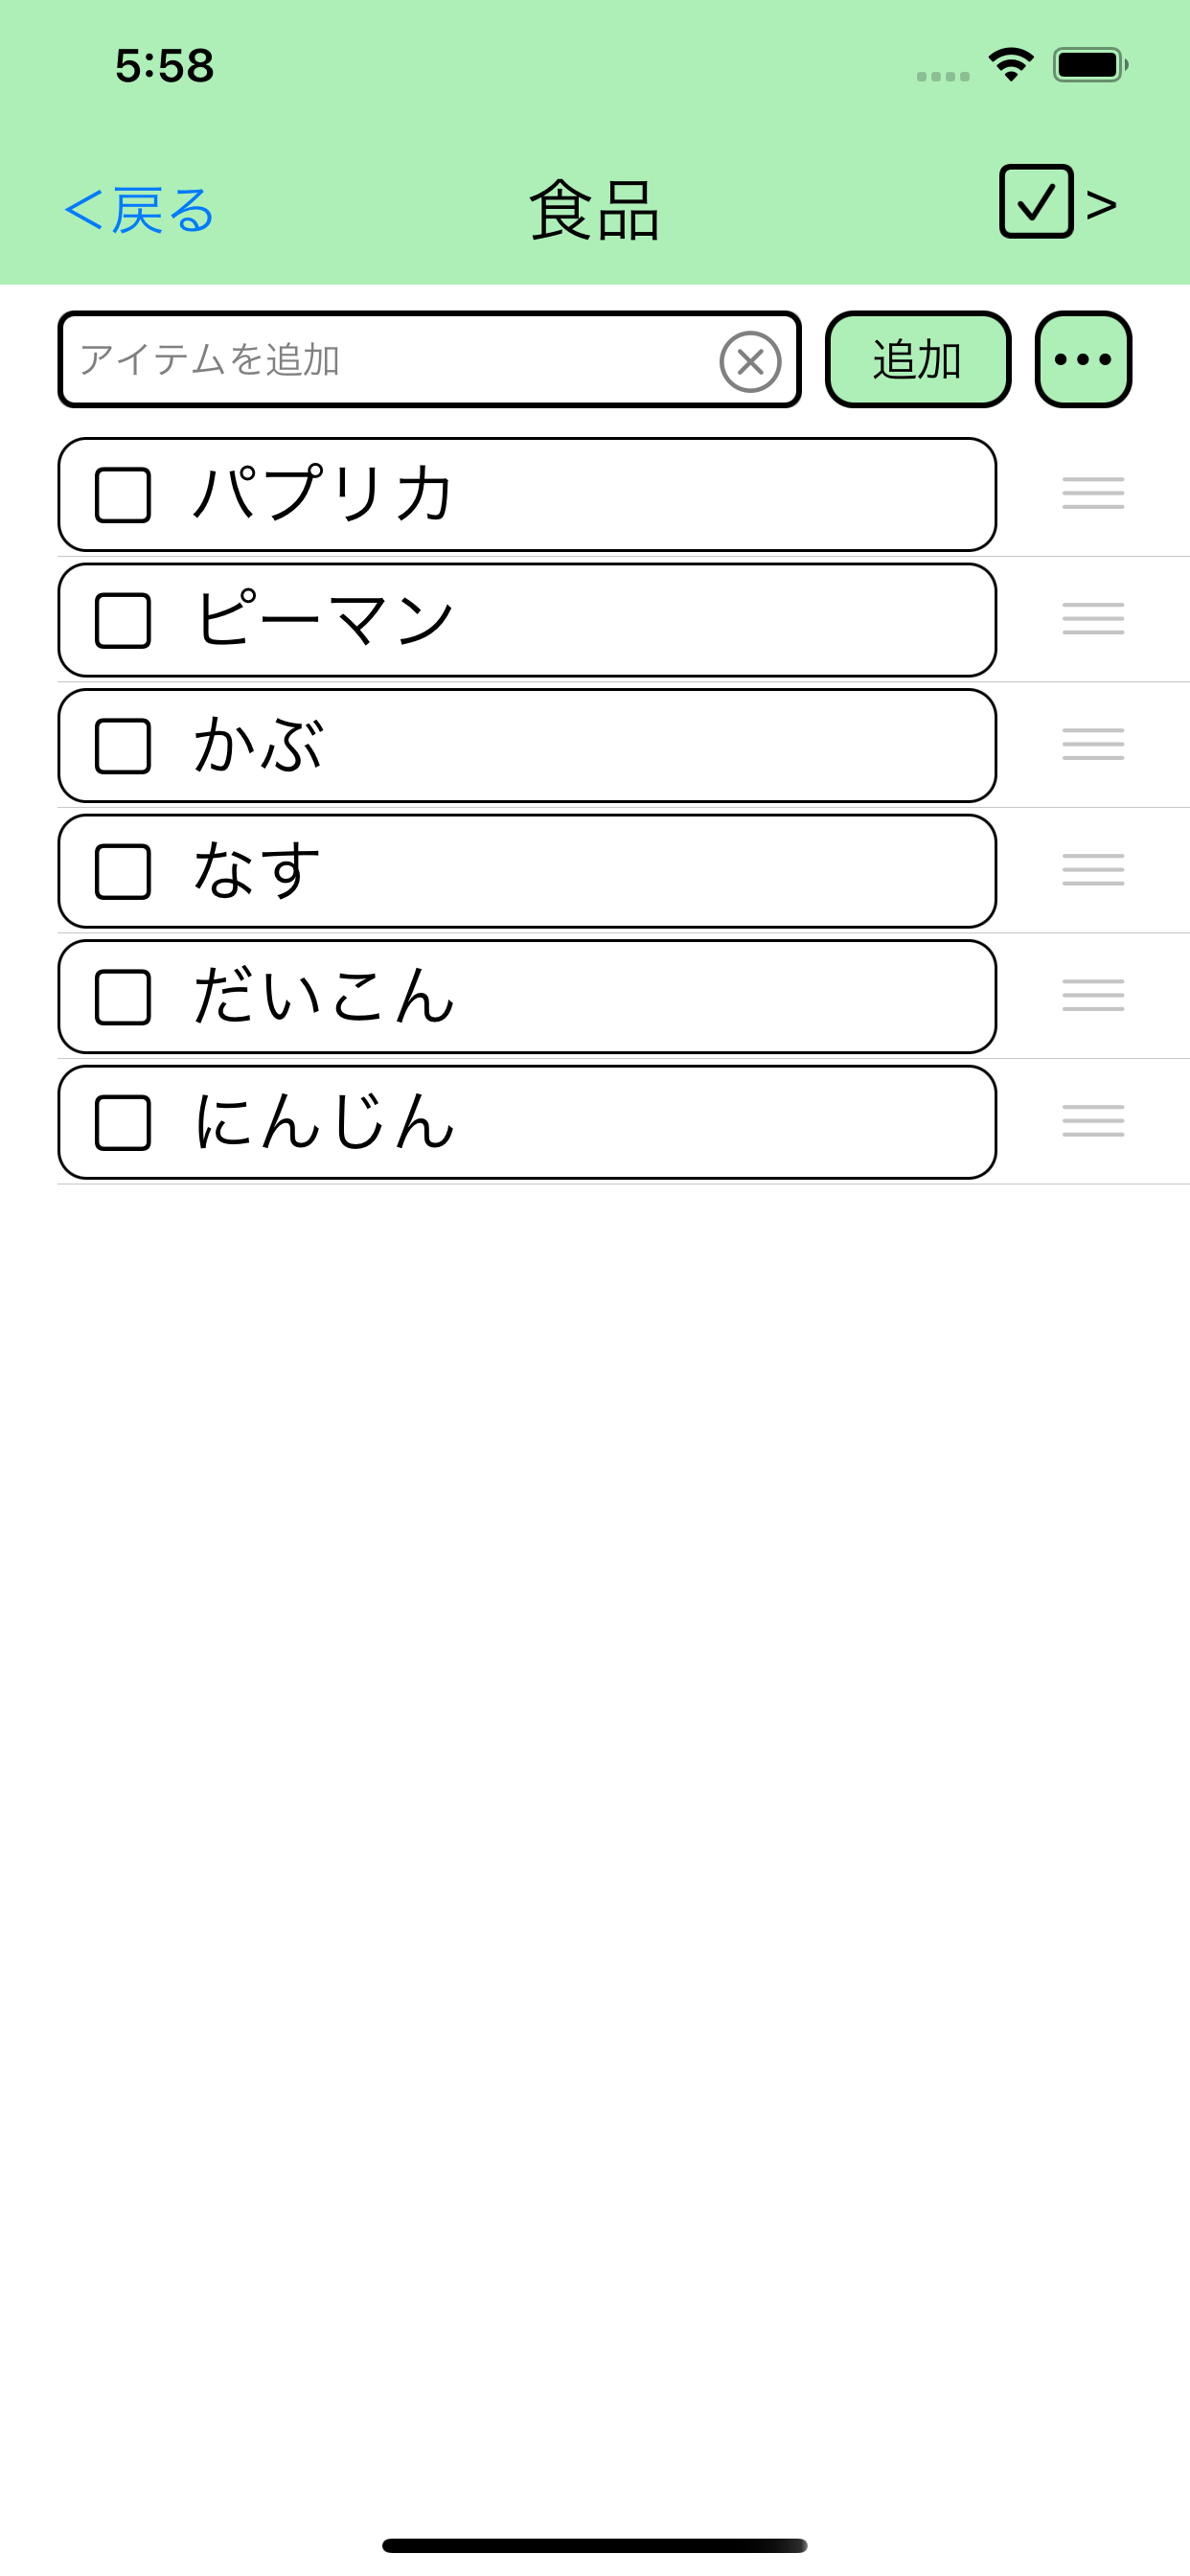 5:58
＜戻る 食品 >
アイテムを追加 追加 •••
パプリカ
ピーマン
かぶ
なす
だいこん
にんじん